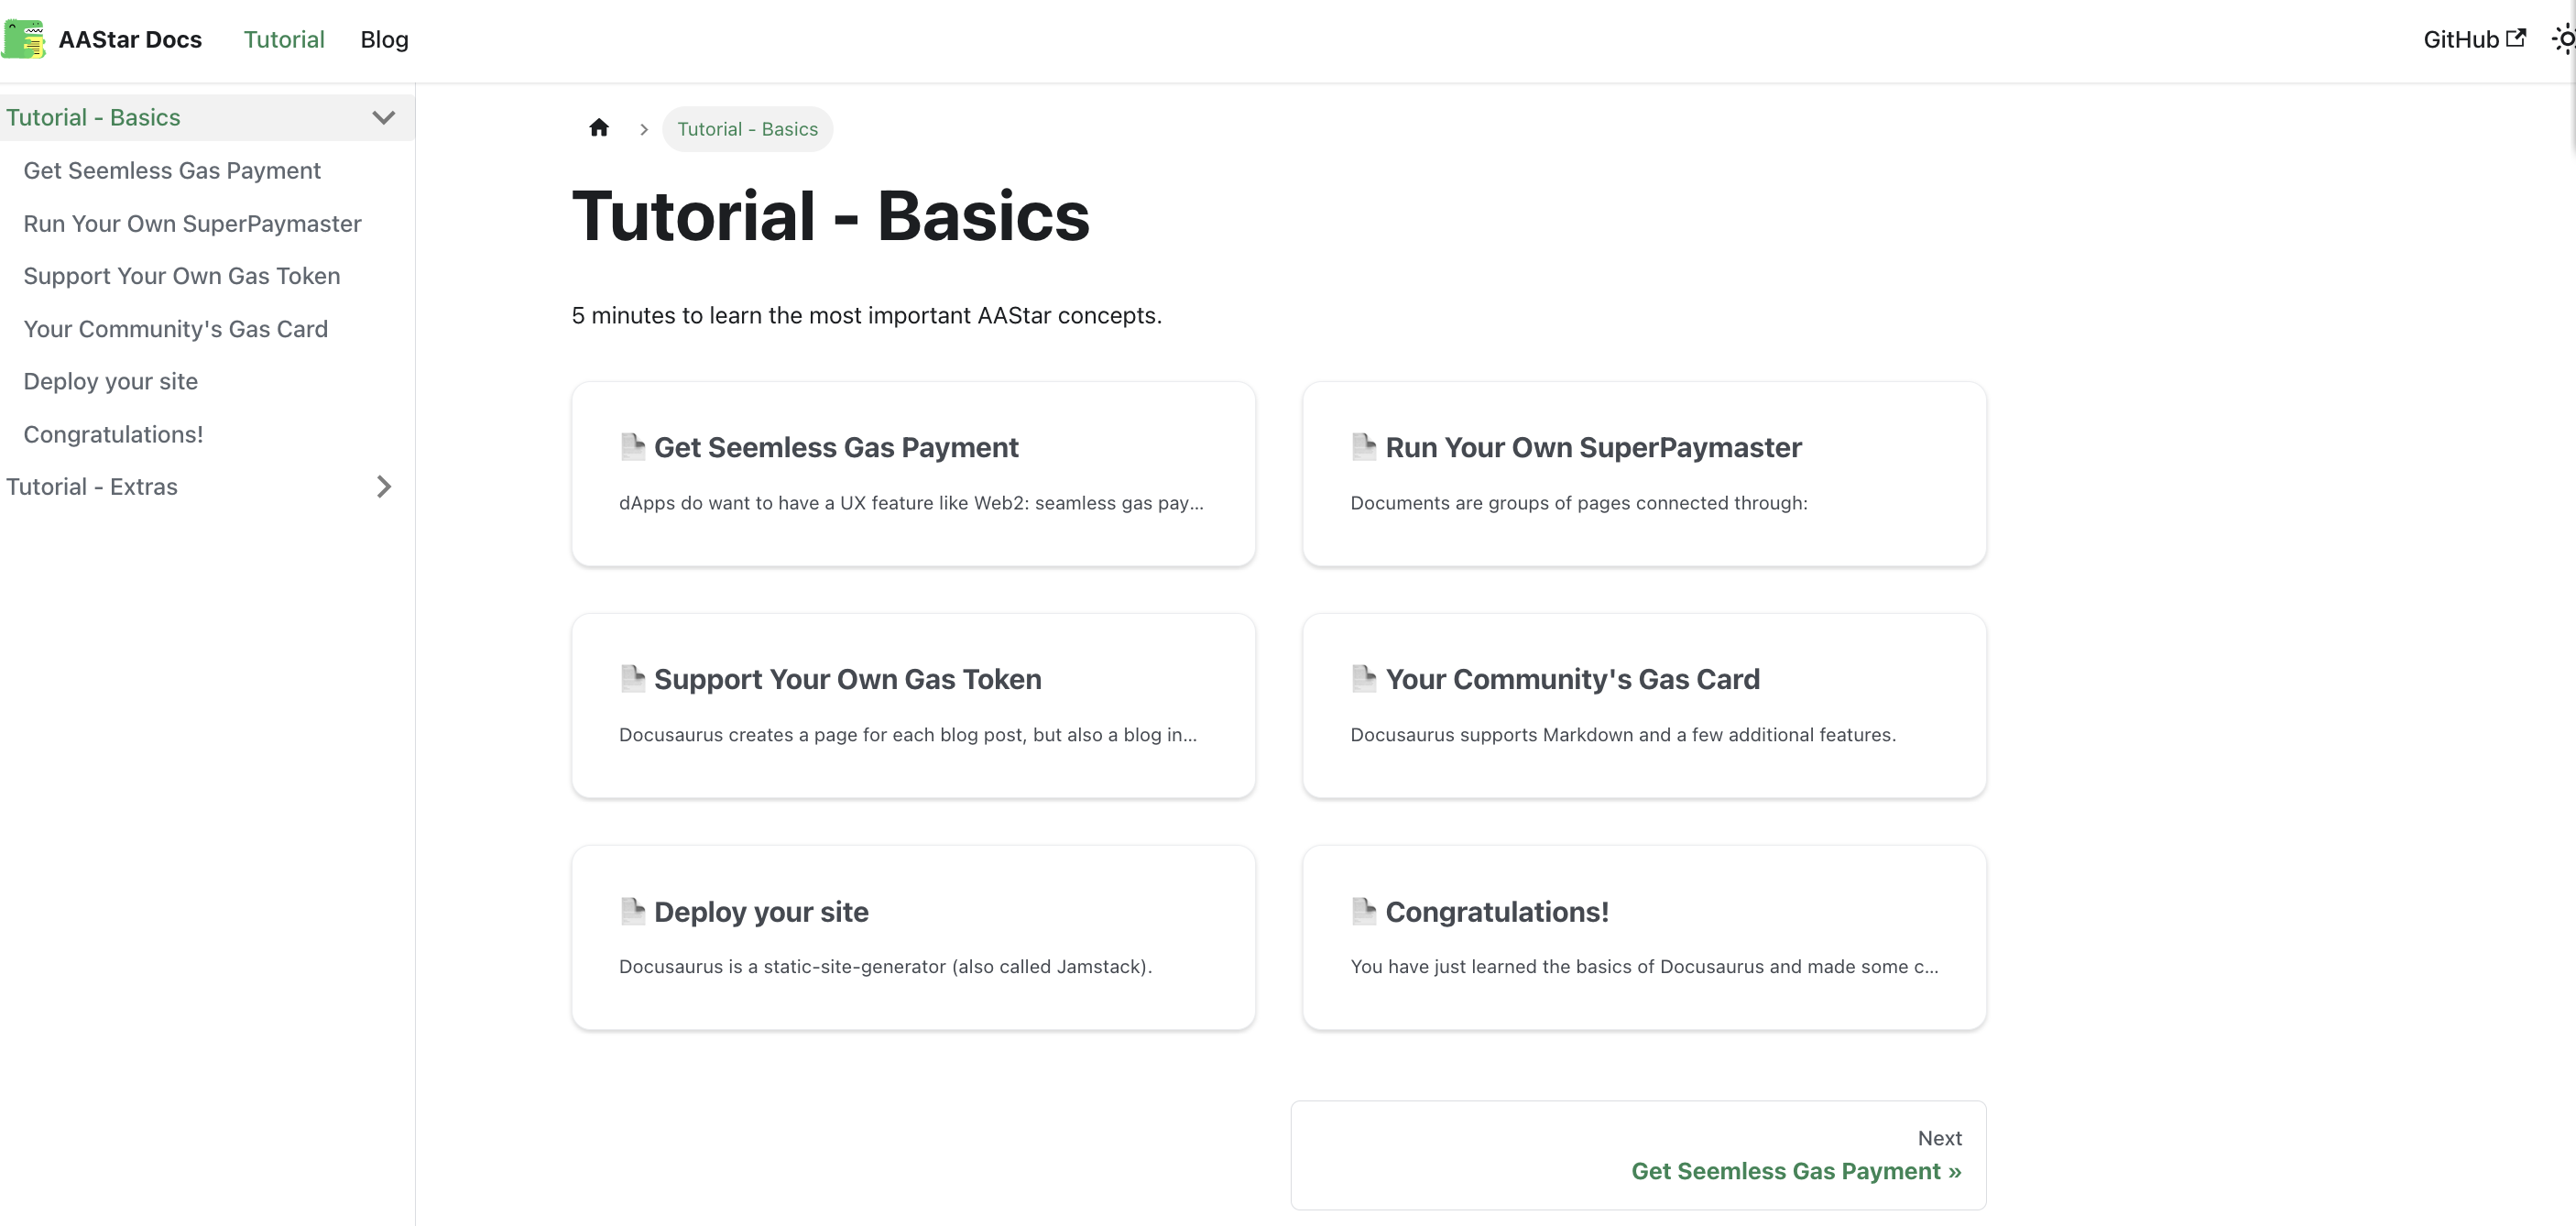 AAStar Docs Tutorial Blog GitHub
Tutorial - Basics
Get Seemless Gas Payment
Run Your Own SuperPaymaster
Support Your Own Gas Token
Your Community's Gas Card
Deploy your site
Congratulations!
Tutorial - Extras
Tutorial - Basics
Tutorial - Basics
5 minutes to learn the most important AAStar concepts.
Get Seemless Gas Payment
dApps do want to have a UX feature like Web2: seamless gas pay...
Run Your Own SuperPaymaster
Documents are groups of pages connected through:
Support Your Own Gas Token
Docusaurus creates a page for each blog post, but also a blog in...
Your Community's Gas Card
Docusaurus supports Markdown and a few additional features.
Deploy your site
Docusaurus is a static-site-generator (also called Jamstack).
Congratulations!
You have just learned the basics of Docusaurus and made some c...
Next
Get Seemless Gas Payment »